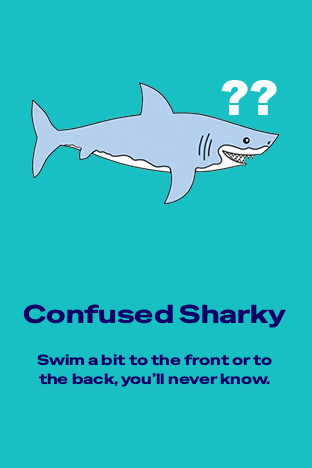 ??
Confused Sharky
Swim a bit to the front or to
the back, you'll never know.